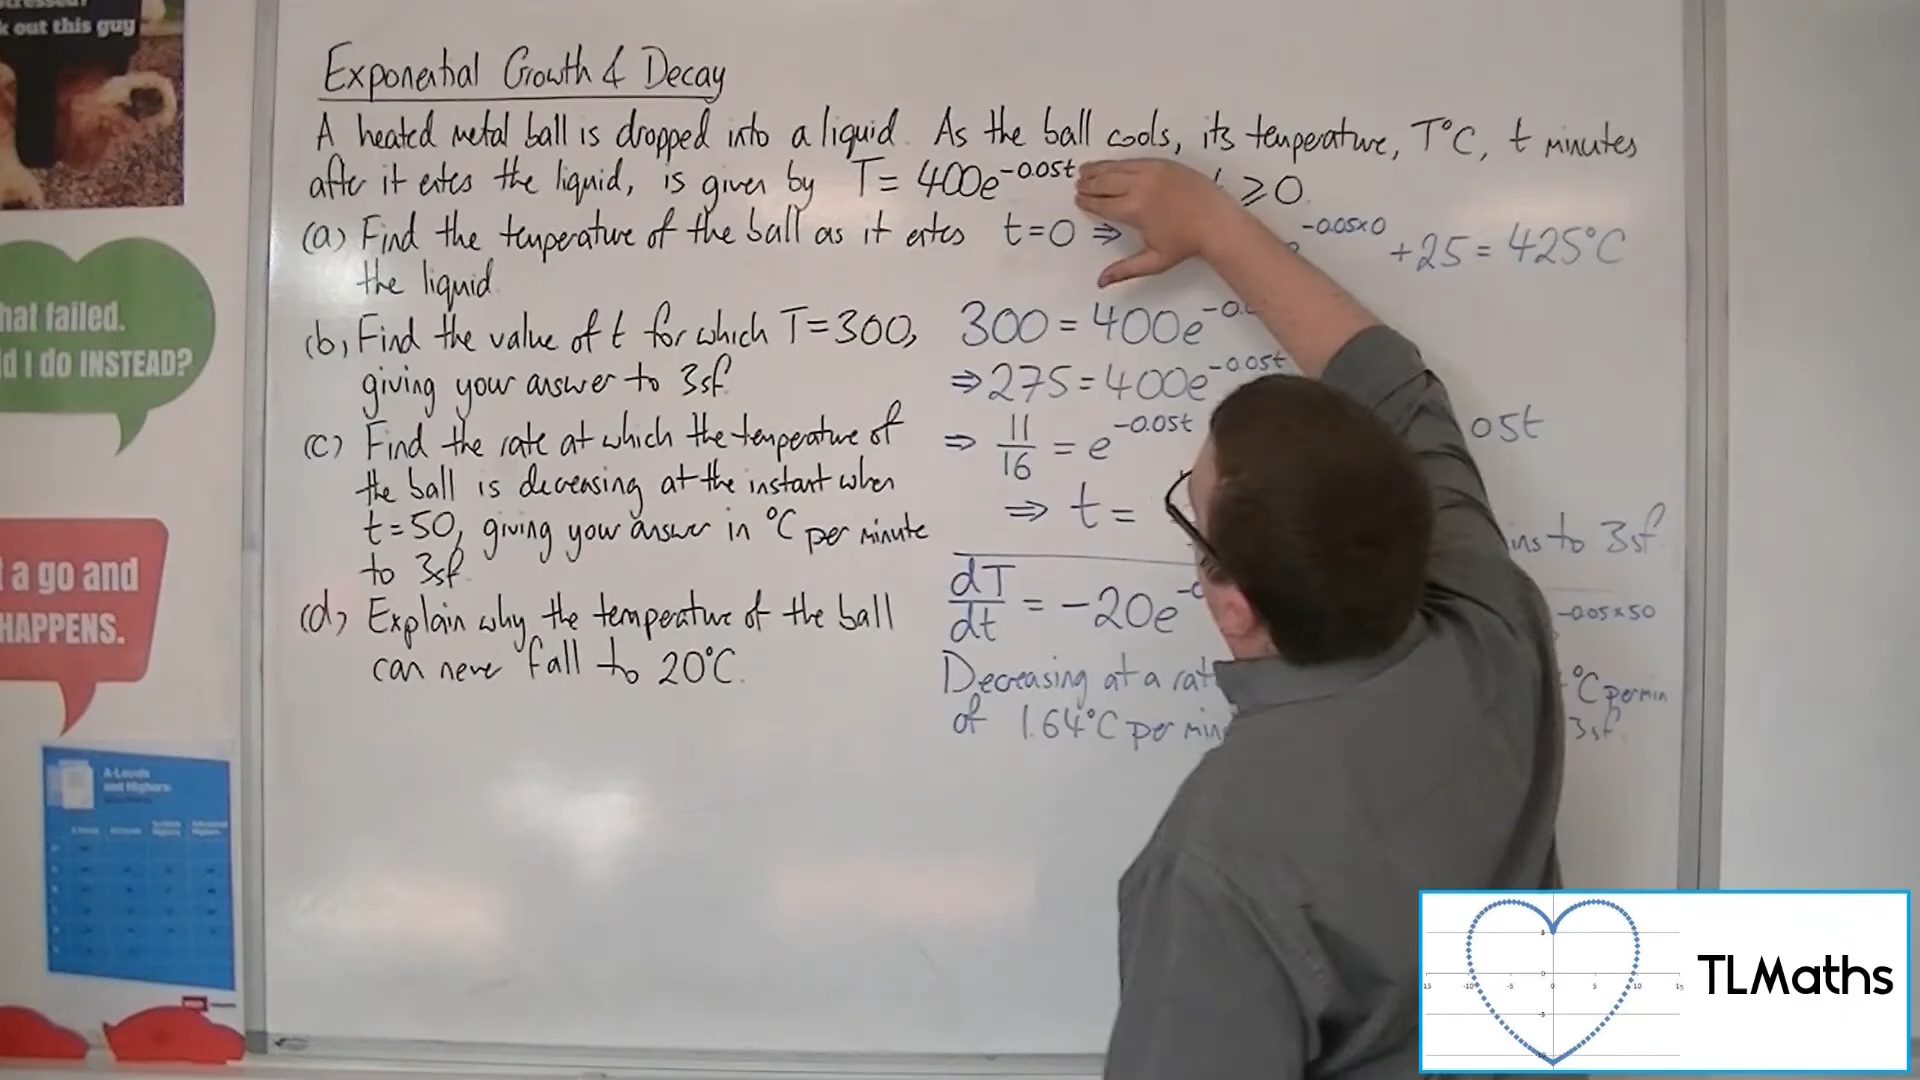 k out this guy
Exponential Growth & Decay
A heated metal ball is dropped into a liquid. As the ball cools, its temperature, T°C, t minutes
after it enters the liquid, is given by T = 400e^-0.05t ≥ 0.
(a) Find the temperature of the ball as it enters t=0 ⇒ -0.05×0 +25 = 425°C
the liquid.
(b) Find the value of t for which T=300, 300 = 400e^-0.
giving your answer to 3sf. ⇒ 275 = 400e^-0.05t
(c) Find the rate at which the temperature of ⇒ 11/16 = e^-0.05t 05t
the ball is decreasing at the instant when
⇒ t =
t=50, giving your answer in °C per minute ins to 3sf
to 3sf.
dT/dt = -20e^-0 -0.05×50
(d) Explain why the temperature of the ball
can never fall to 20°C.
Decreasing at a rat °C per min
of 1.64°C per min 3sf.
hat failed.
d I do INSTEAD?
t a go and
HAPPENS.
A-Levels
and Highers
TLMaths